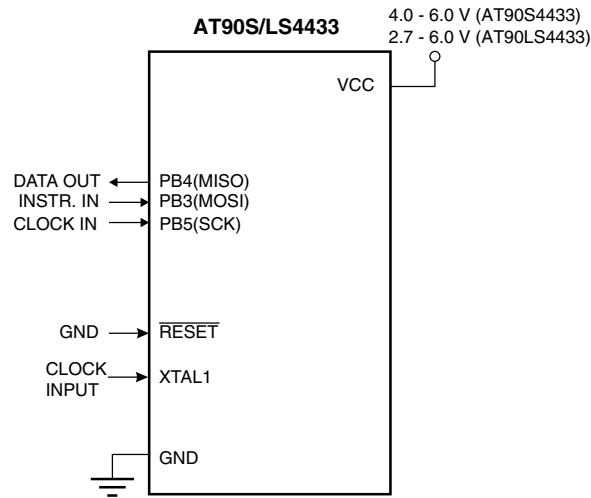 AT90S/LS4433
4.0 - 6.0 V (AT90S4433)
2.7 - 6.0 V (AT90LS4433)
VCC
DATA OUT
PB4(MISO)
INSTR. IN
PB3(MOSI)
CLOCK IN
PB5(SCK)
GND
RESET
CLOCK
INPUT
XTAL1
GND